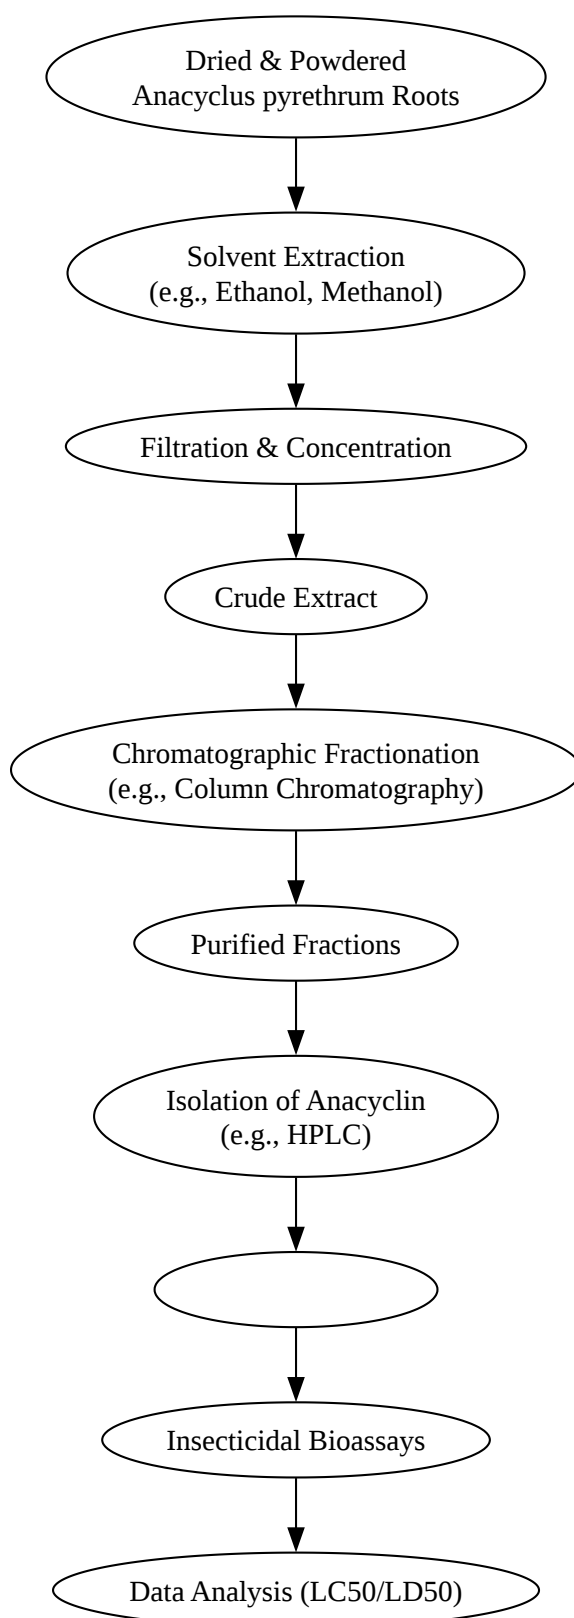 Dried & Powdered
Anacyclus pyrethrum Roots
Solvent Extraction
(e.g., Ethanol, Methanol)
Filtration & Concentration
Crude Extract
Chromatographic Fractionation
(e.g., Column Chromatography)
Purified Fractions
Isolation of Anacyclin
(e.g., HPLC)
Insecticidal Bioassays
Data Analysis (LC50/LD50)